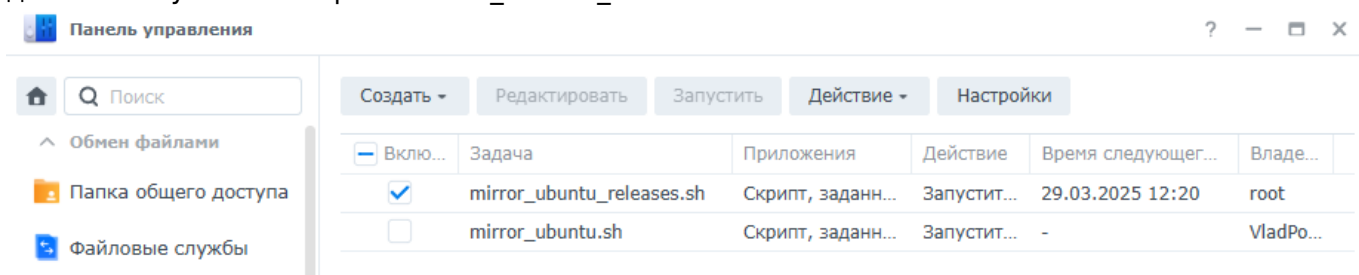 Панель управления
Поиск
Создать
Редактировать
Запустить
Действие
Настройки
Обмен файлами
Вклю...
Задача
Приложения
Действие
Время следующег...
Владе...
Папка общего доступа
mirror_ubuntu_releases.sh
Скрипт, заданн...
Запустит...
29.03.2025 12:20
root
Файловые службы
mirror_ubuntu.sh
Скрипт, заданн...
Запустит...
-
VladPo...